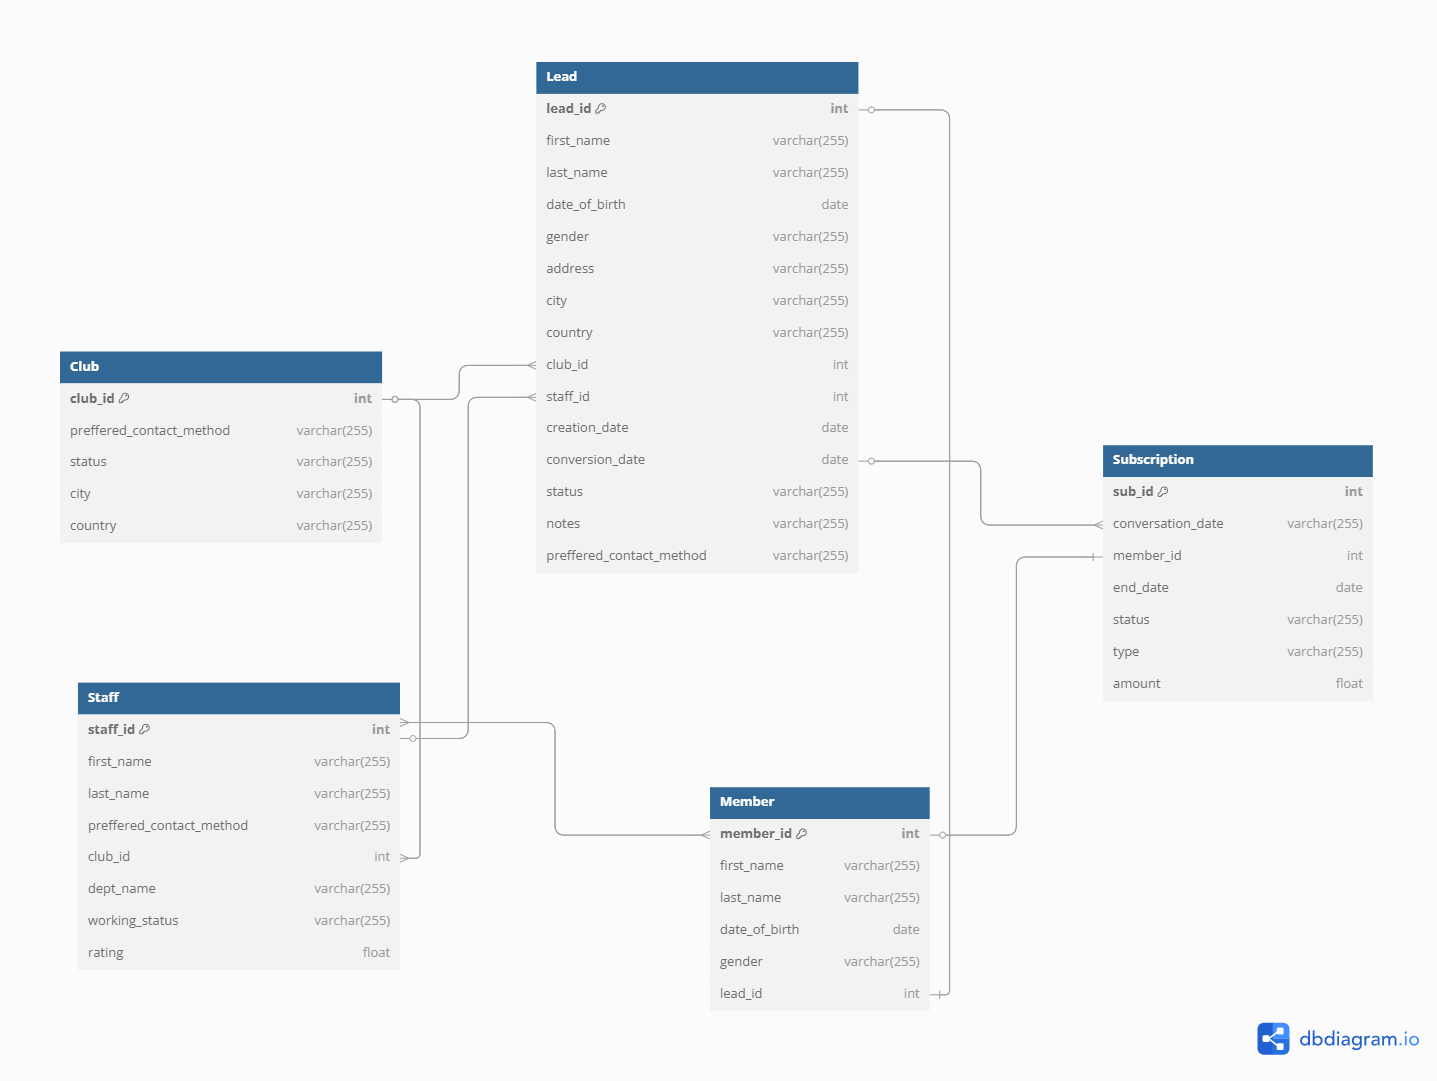 Lead
lead_id int
first_name varchar(255)
last_name varchar(255)
date_of_birth date
gender varchar(255)
address varchar(255)
city varchar(255)
country varchar(255)
club_id int
staff_id int
creation_date date
conversion_date date
status varchar(255)
notes varchar(255)
preffered_contact_method varchar(255)
Club
club_id int
preffered_contact_method varchar(255)
status varchar(255)
city varchar(255)
country varchar(255)
Subscription
sub_id int
conversation_date varchar(255)
member_id int
end_date date
status varchar(255)
type varchar(255)
amount float
Staff
staff_id int
first_name varchar(255)
last_name varchar(255)
preffered_contact_method varchar(255)
club_id int
dept_name varchar(255)
working_status varchar(255)
rating float
Member
member_id int
first_name varchar(255)
last_name varchar(255)
date_of_birth date
gender varchar(255)
lead_id int
dbdiagram.io